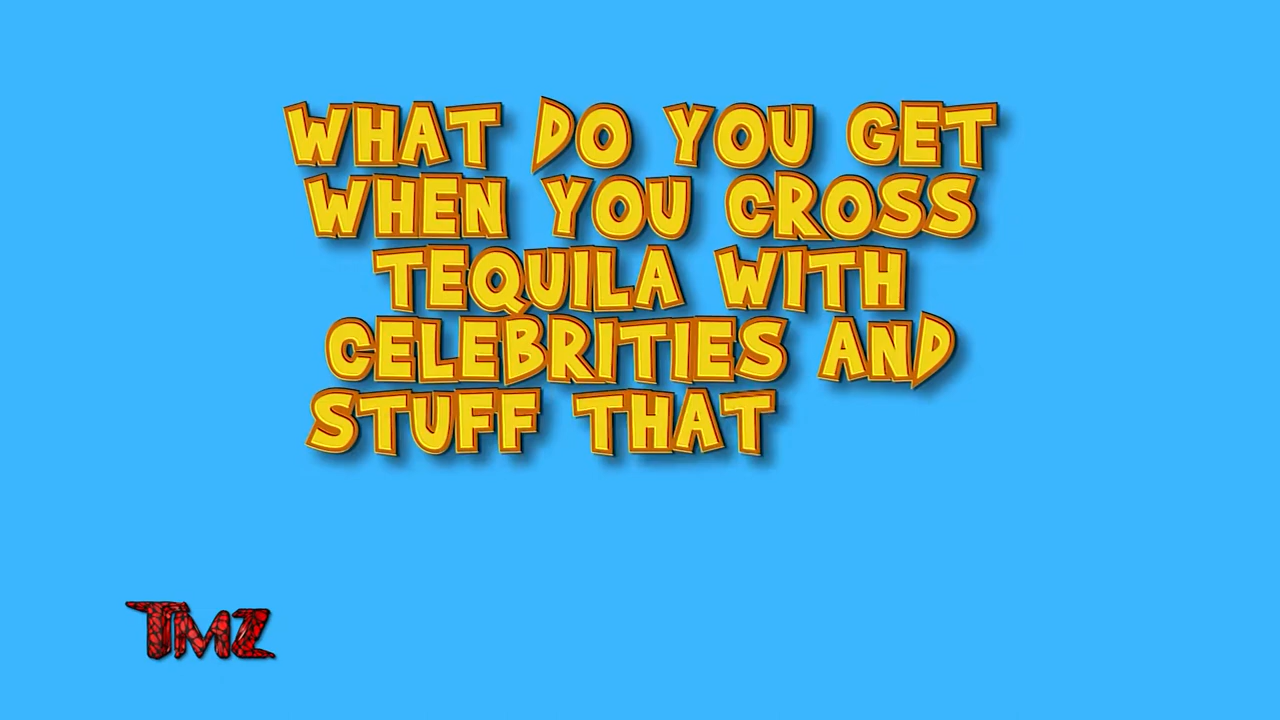 WHAT DO YOU GET
WHEN YOU CROSS
TEQUILA WITH
CELEBRITIES AND
STUFF THAT
TMZ